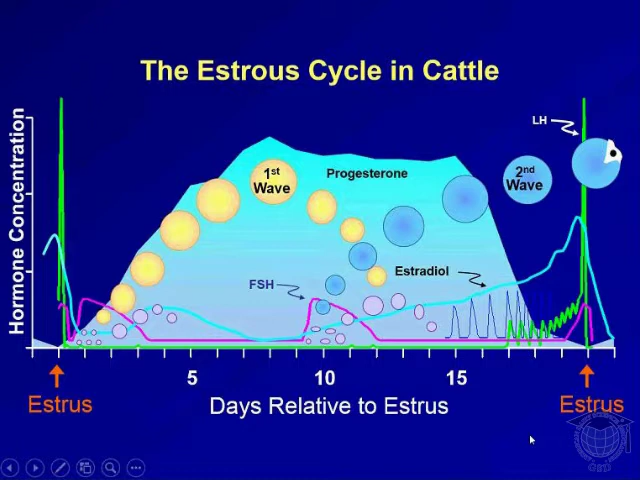 The Estrous Cycle in Cattle
Hormone Concentration
LH
1st
Wave
Progesterone
2nd
Wave
Estradiol
FSH
5
10
15
Estrus
Days Relative to Estrus
Estrus